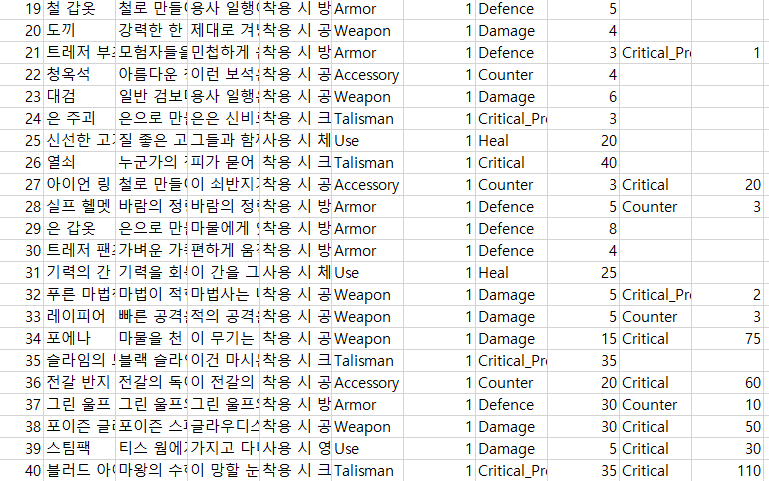 19 철 갑옷 철로 만들 용사 일행 착용 시 방 Armor 1 Defence 5
20 도끼 강력한 한 제대로 겨 착용 시 공 Weapon 1 Damage 4
21 트레저 부 모험자들을 민첩하게 착용 시 방 Armor 1 Defence 3 Critical_Pr 1
22 청옥석 아름다운 이런 보석은 착용 시 공 Accessory 1 Counter 4
23 대검 일반 검보 용사 일행은 착용 시 공 Weapon 1 Damage 6
24 은 주괴 은으로 만 은은 신비 착용 시 크 Talisman 1 Critical_Pr 3
25 신선한 고 질 좋은 고 그들과 함 사용 시 체 Use 1 Heal 20
26 열쇠 누군가의 피가 묻어 착용 시 크 Talisman 1 Critical 40
27 아이언 링 철로 만들 이 쇠반지 착용 시 공 Accessory 1 Counter 3 Critical 20
28 실프 헬멧 바람의 정 바람의 정 착용 시 방 Armor 1 Defence 5 Counter 3
29 은 갑옷 은으로 만 마물에게 착용 시 방 Armor 1 Defence 8
30 트레저 팬 가벼운 가 편하게 움 착용 시 방 Armor 1 Defence 4
31 기력의 간 기력을 회 이 간을 그 사용 시 체 Use 1 Heal 25
32 푸른 마법 마법이 적 마법사는 착용 시 공 Weapon 1 Damage 5 Critical_Pr 2
33 레이피어 빠른 공격 적의 공격 착용 시 공 Weapon 1 Damage 5 Counter 3
34 포에나 마물을 천 이 무기는 착용 시 공 Weapon 1 Damage 15 Critical 75
35 슬라임의 블랙 슬라 이건 마시 착용 시 크 Talisman 1 Critical_Pr 35
36 전갈 반지 전갈의 독 이 전갈의 착용 시 공 Accessory 1 Counter 20 Critical 60
37 그린 울프 그린 울프 그린 울프 착용 시 방 Armor 1 Defence 30 Counter 10
38 포이즌 글 포이즌 스 글라우디스 착용 시 공 Weapon 1 Damage 30 Critical 50
39 스팀팩 티스 웜에 가지고 다 사용 시 영 Use 1 Damage 5 Critical 30
40 블러드 아 마왕의 수 이 망할 눈 착용 시 크 Talisman 1 Critical_Pr 35 Critical 110